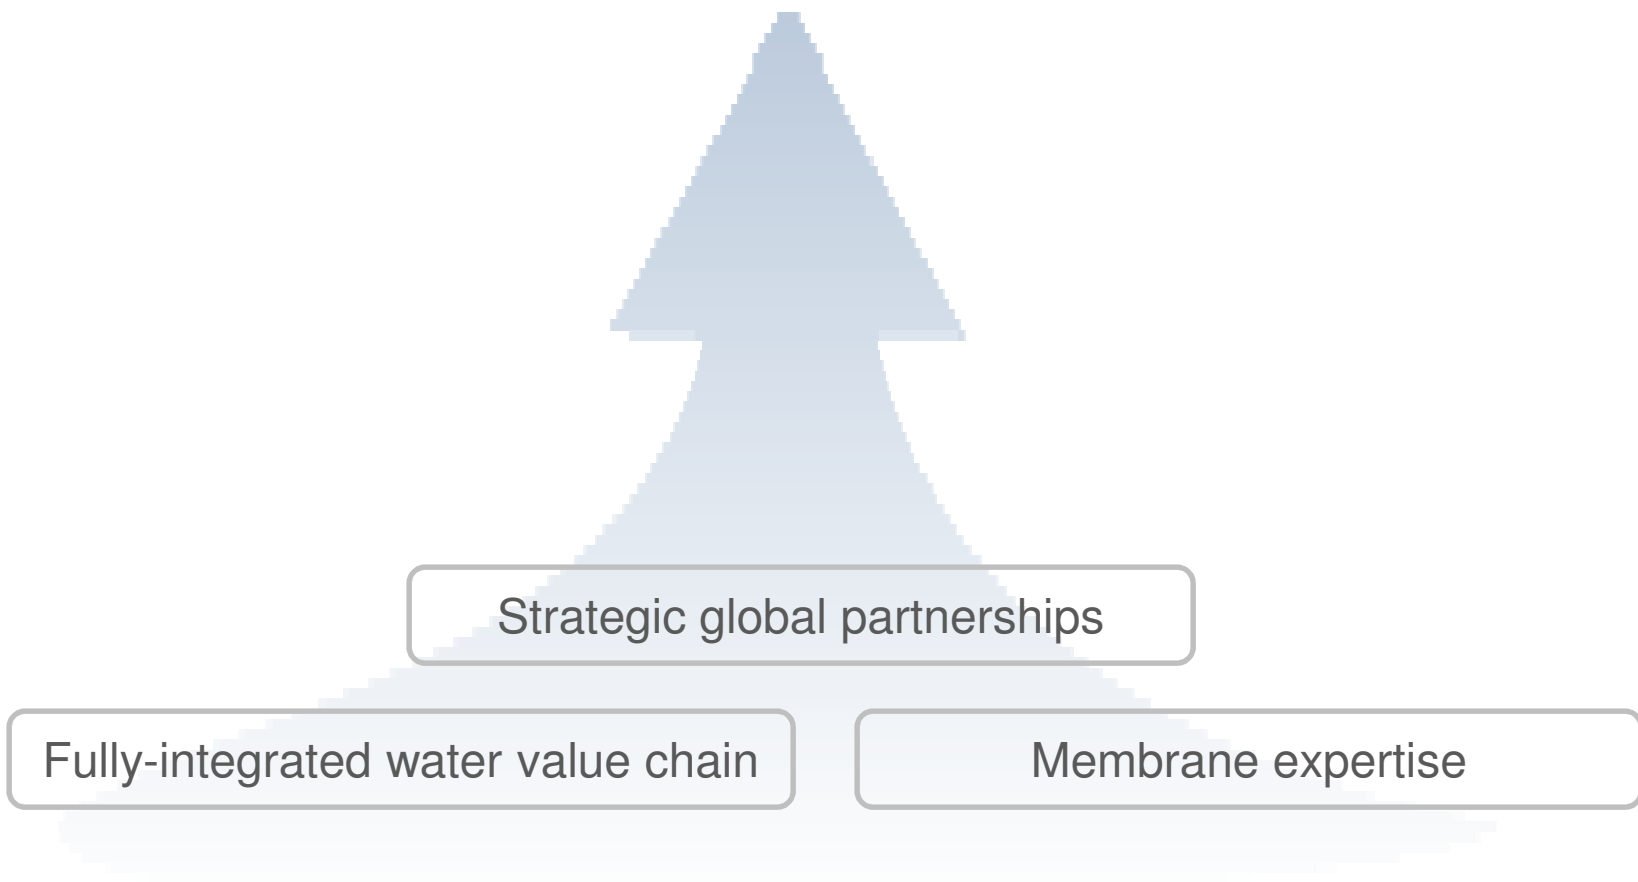 Strategic global partnerships
Fully-integrated water value chain
Membrane expertise